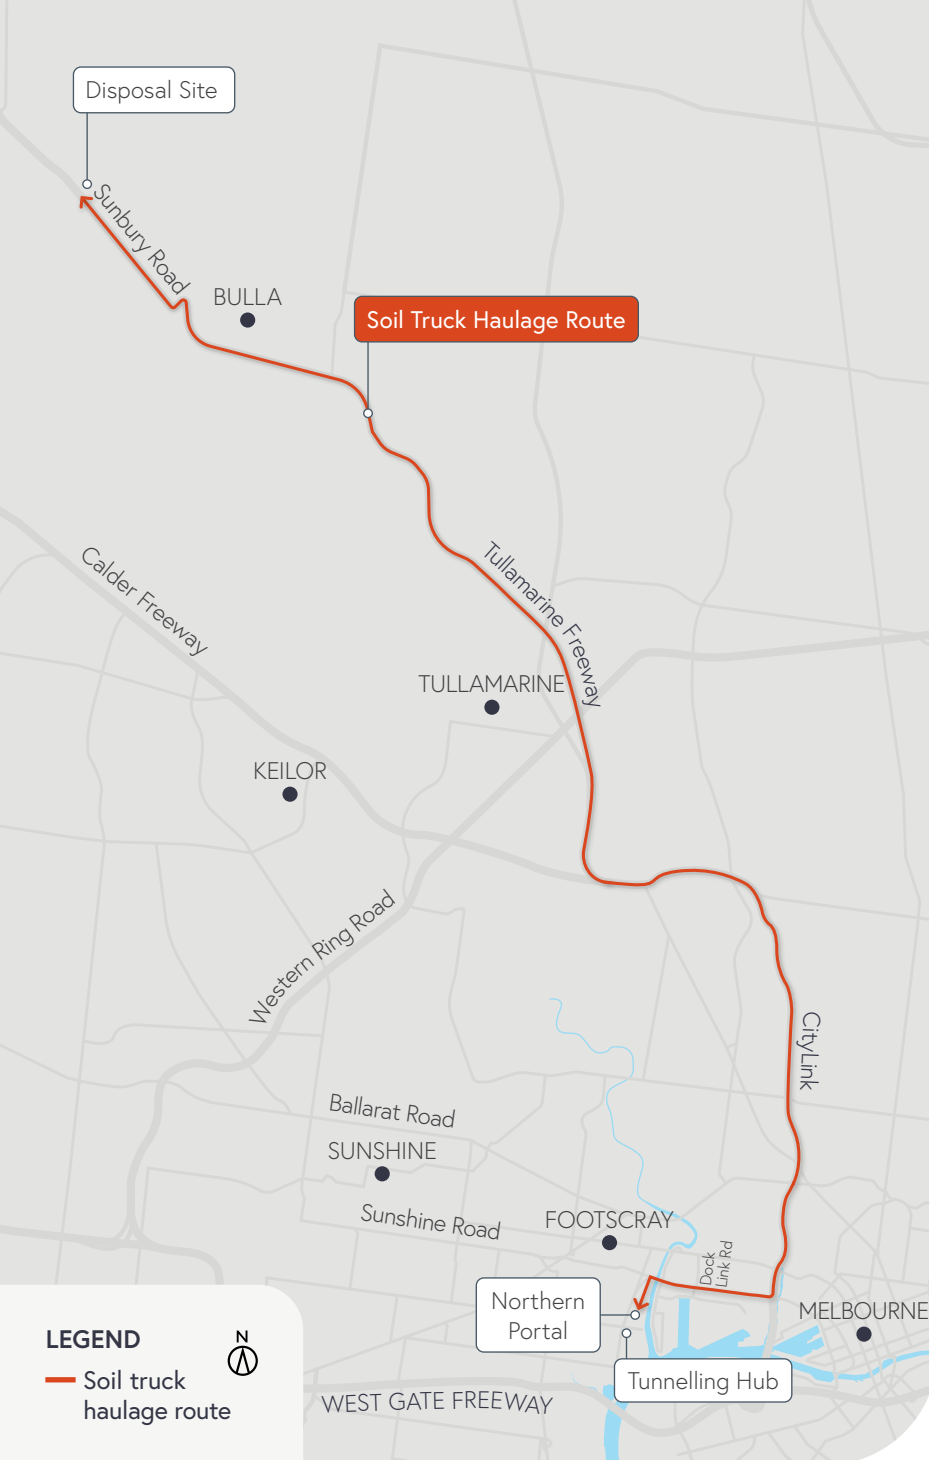 Disposal Site
Sunbury Road
BULLA
Soil Truck Haulage Route
Calder Freeway
Tullamarine Freeway
TULLAMARINE
KEILOR
Western Ring Road
CityLink
Ballarat Road
SUNSHINE
Sunshine Road
FOOTSCRAY
Dock
Link Rd
Northern
Portal
MELBOURNE
Tunnelling Hub
WEST GATE FREEWAY
LEGEND
N
Soil truck
haulage route